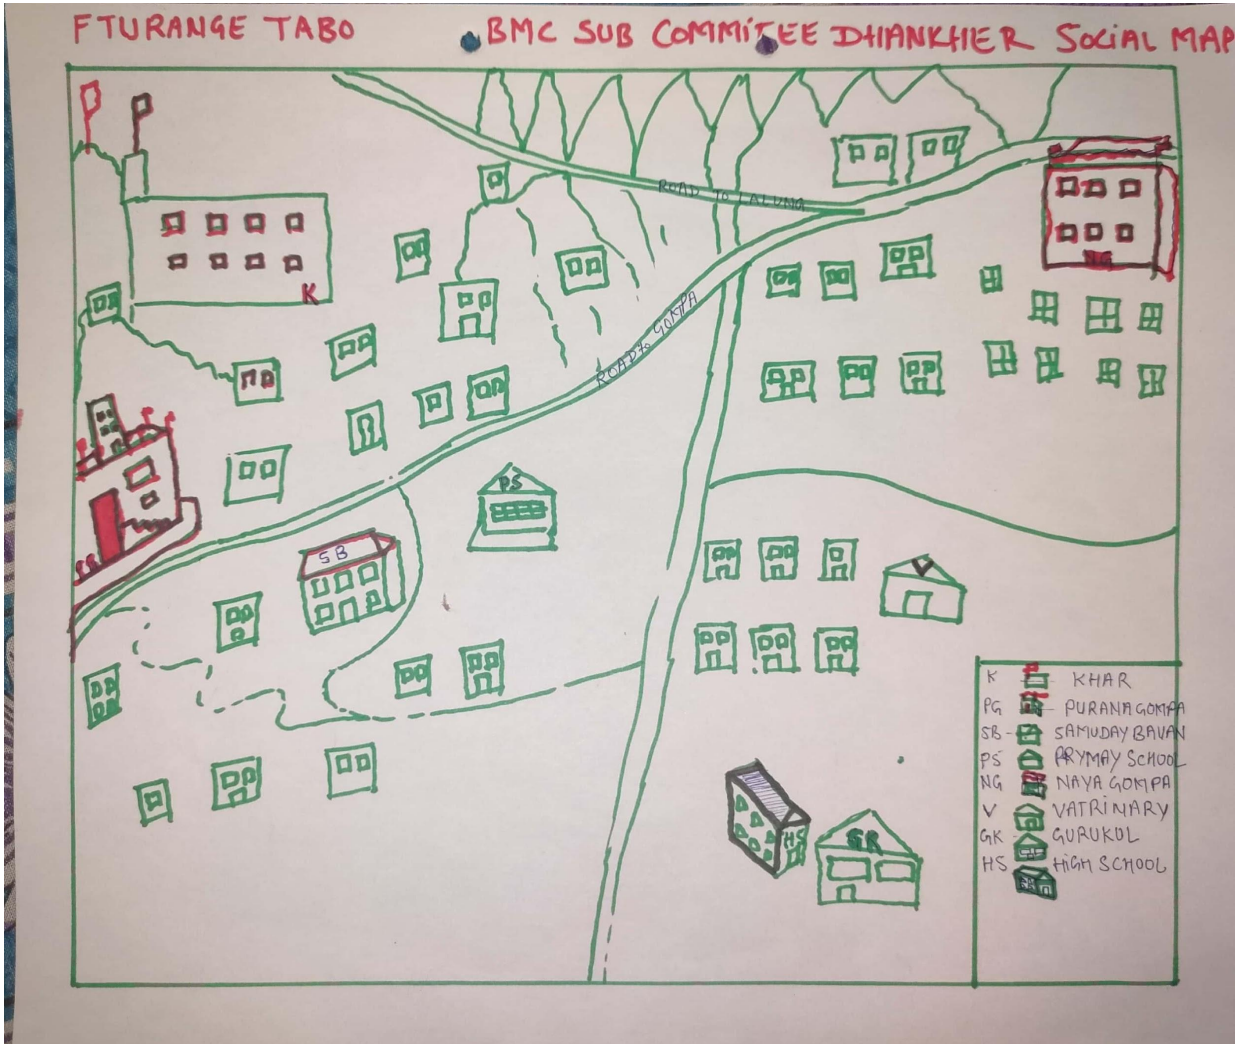 FTURANGE TABO BMC SUB COMMITEE DHANKHER SOCIAL MAP
ROAD TO LALUNG
ROAD to GOMPA
K
NG
PS
SB
PG
V
HS
GK
K KHAR
PG PURANA GOMPA
SB - SAMUDAY BAVAN
PS PRYMAY SCHOOL
NG NAYA GOMPA
V VATRINARY
GK - GURUKUL
HS HIGH SCHOOL